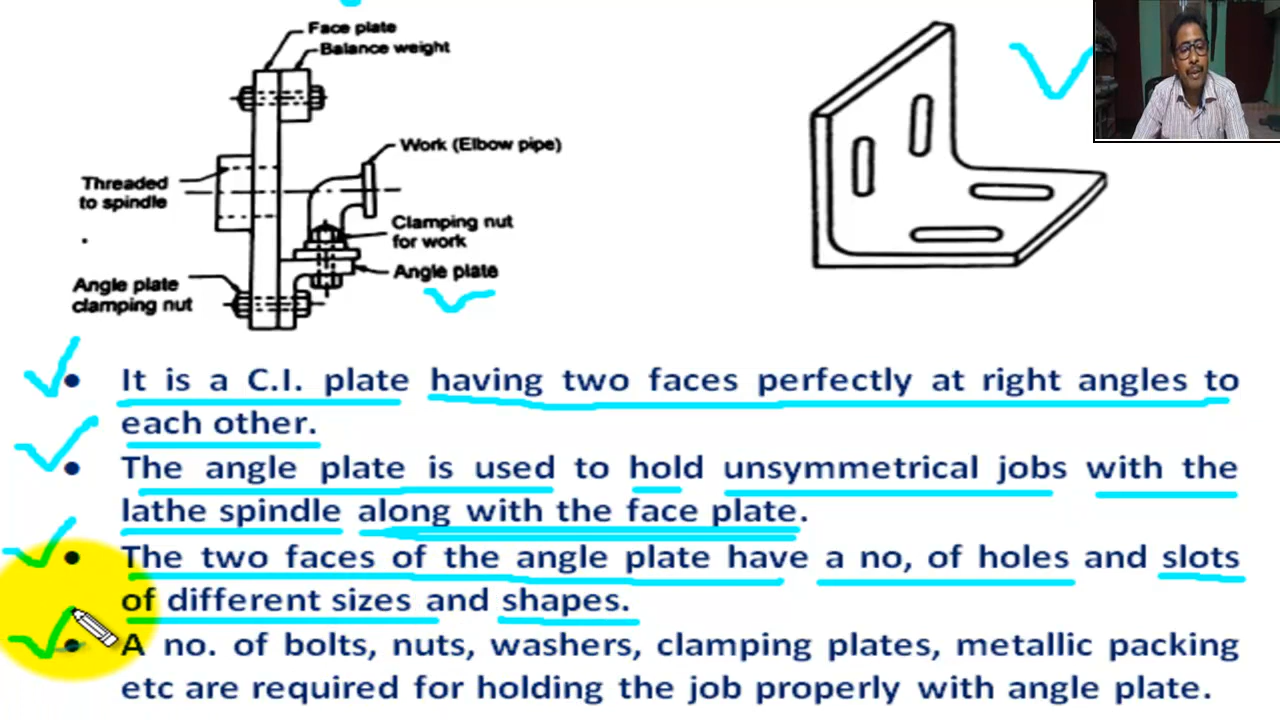 Face plate
Balance weight
Work (Elbow pipe)
Threaded
to spindle
Clamping nut
for work
Angle plate
Angle plate
clamping nut
• It is a C.I. plate having two faces perfectly at right angles to
each other.
• The angle plate is used to hold unsymmetrical jobs with the
lathe spindle along with the face plate.
• The two faces of the angle plate have a no, of holes and slots
of different sizes and shapes.
• A no. of bolts, nuts, washers, clamping plates, metallic packing
etc are required for holding the job properly with angle plate.